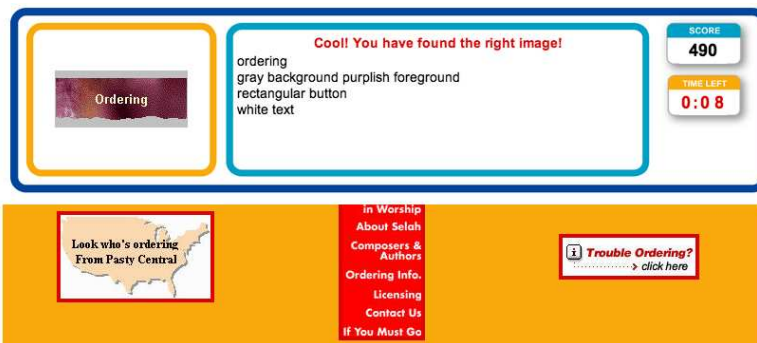 Ordering
Cool! You have found the right image!
ordering
gray background purplish foreground
rectangular button
white text
SCORE
490
TIME LEFT
0:08
Look who's ordering
From Pasty Central
in Worship
About Selah
Composers &
Authors
Ordering Info.
Licensing
Contact Us
If You Must Go
i Trouble Ordering?
click here